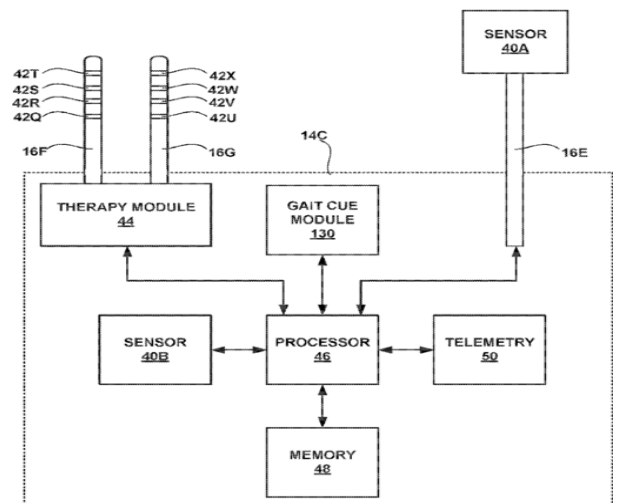 SENSOR
40A
42T
42X
42S
42W
42R
42V
42Q
42U
16F
16G
14C
16E
THERAPY MODULE
44
GAIT CUE
MODULE
130
SENSOR
40B
PROCESSOR
46
TELEMETRY
50
MEMORY
48